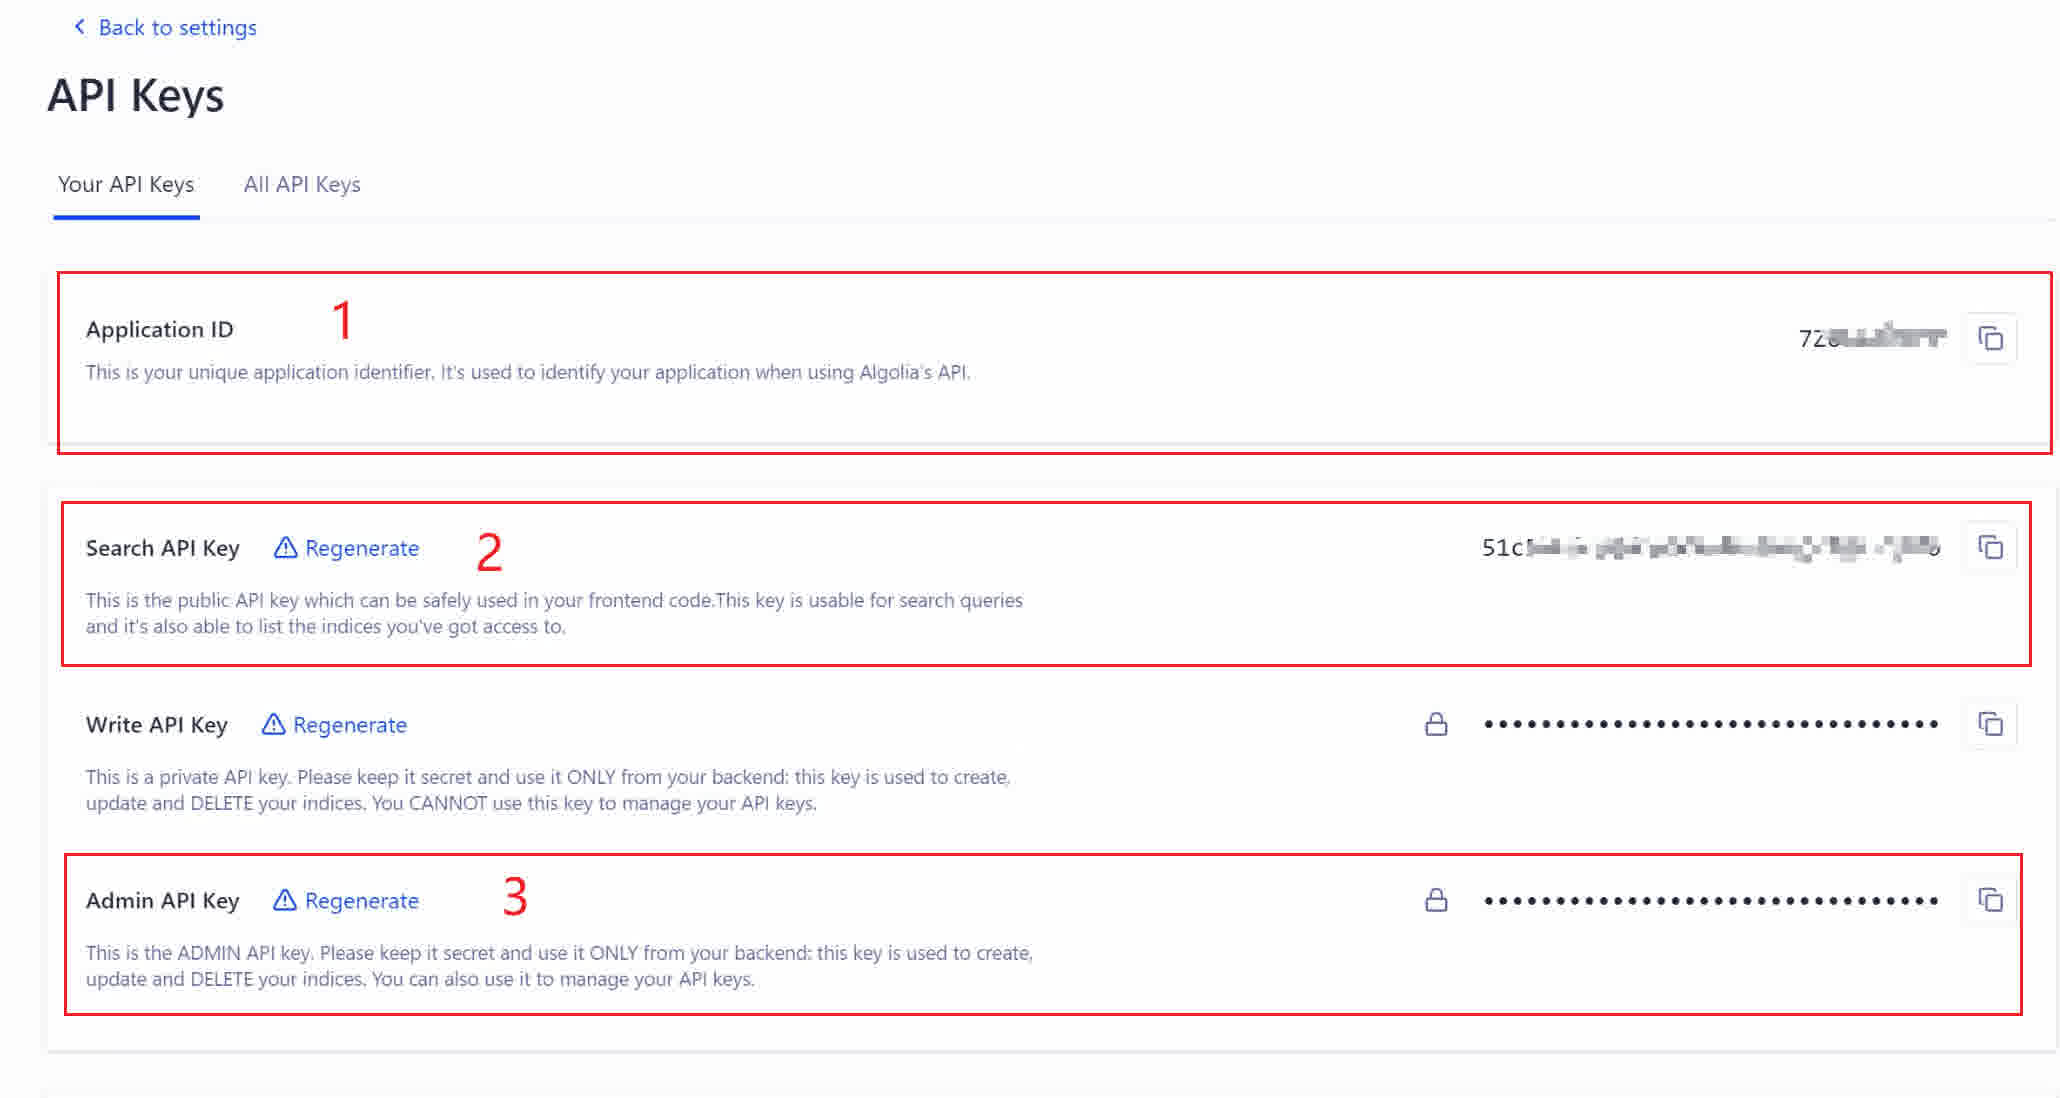 Back to settings
API Keys
Your API Keys
All API Keys
Application ID
1
This is your unique application identifier. It's used to identify your application when using Algolia's API.
Search API Key
Regenerate
2
This is the public API key which can be safely used in your frontend code.This key is usable for search queries
and it's also able to list the indices you've got access to.
Write API Key
Regenerate
••••••••••••••••••••••••••••••••
This is a private API key. Please keep it secret and use it ONLY from your backend: this key is used to create,
update and DELETE your indices. You CANNOT use this key to manage your API keys.
Admin API Key
Regenerate
3
••••••••••••••••••••••••••••••••
This is the ADMIN API key. Please keep it secret and use it ONLY from your backend: this key is used to create,
update and DELETE your indices. You can also use it to manage your API keys.